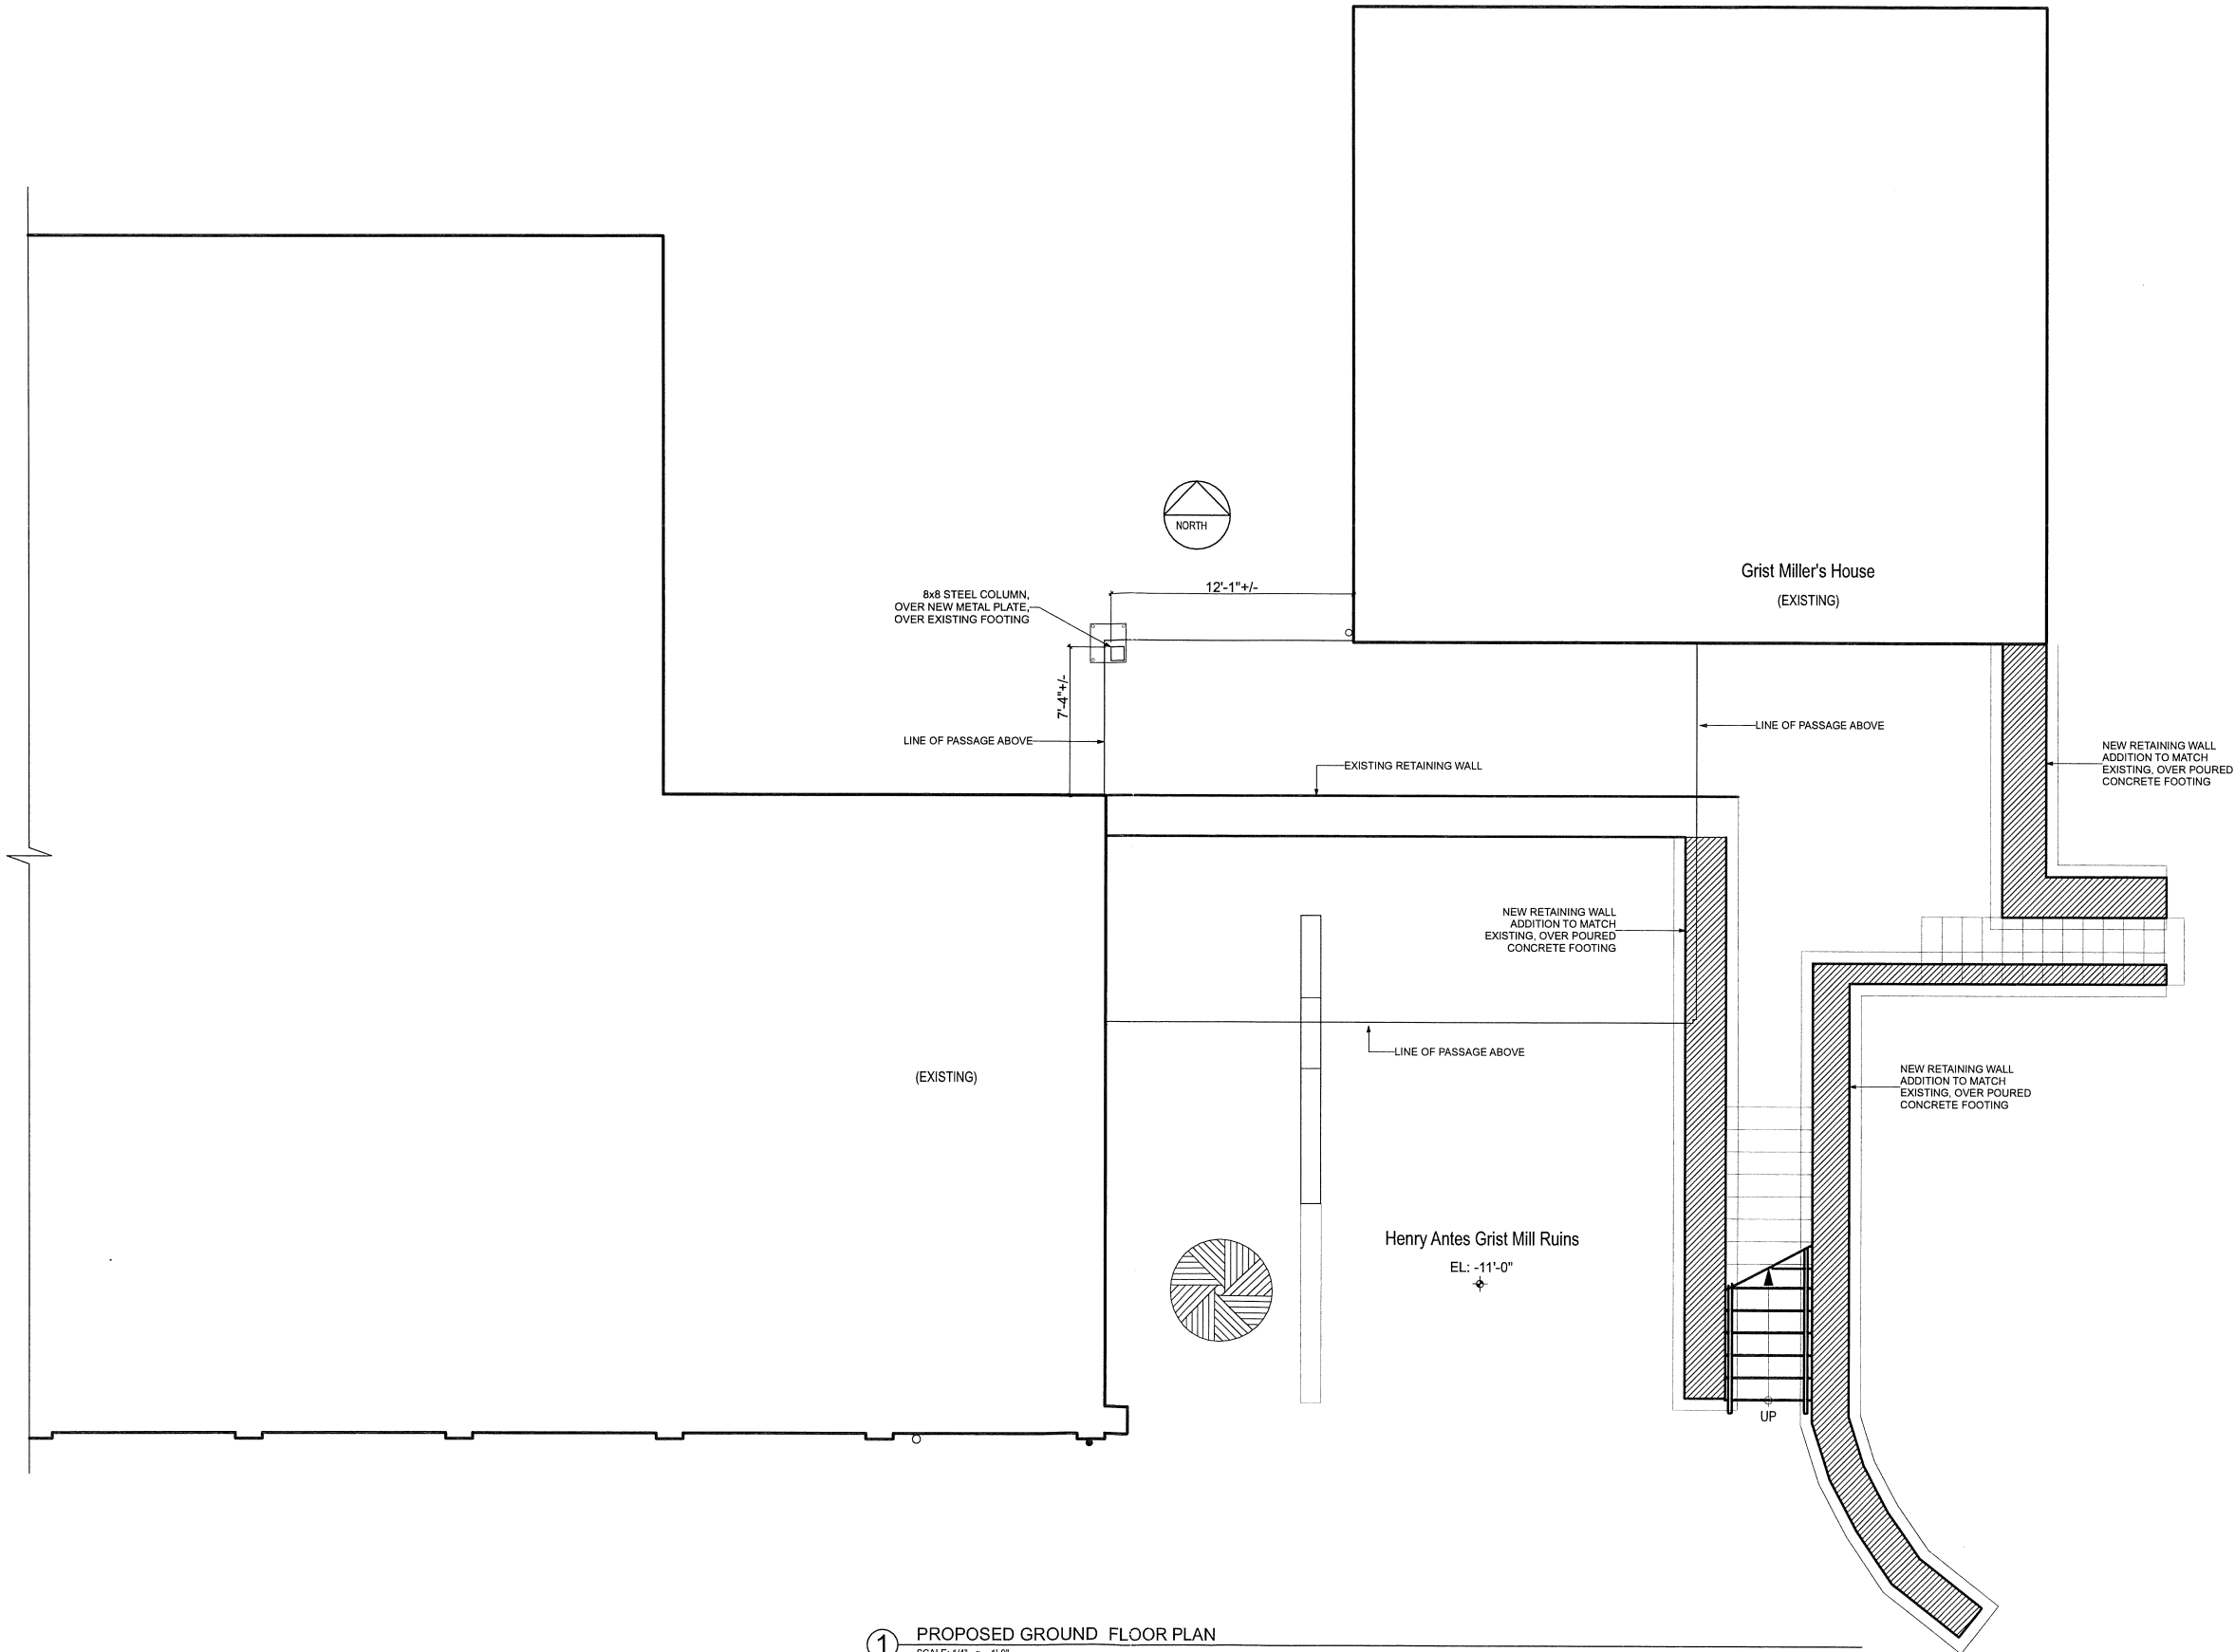 NORTH
Grist Miller's House
(EXISTING)
12'-1"+/-
8x8 STEEL COLUMN,
OVER NEW METAL PLATE,
OVER EXISTING FOOTING
7'-4"+/-
LINE OF PASSAGE ABOVE
LINE OF PASSAGE ABOVE
EXISTING RETAINING WALL
NEW RETAINING WALL
ADDITION TO MATCH
EXISTING, OVER POURED
CONCRETE FOOTING
NEW RETAINING WALL
ADDITION TO MATCH
EXISTING, OVER POURED
CONCRETE FOOTING
LINE OF PASSAGE ABOVE
(EXISTING)
NEW RETAINING WALL
ADDITION TO MATCH
EXISTING, OVER POURED
CONCRETE FOOTING
Henry Antes Grist Mill Ruins
EL: -11'-0"
UP
1
PROPOSED GROUND FLOOR PLAN